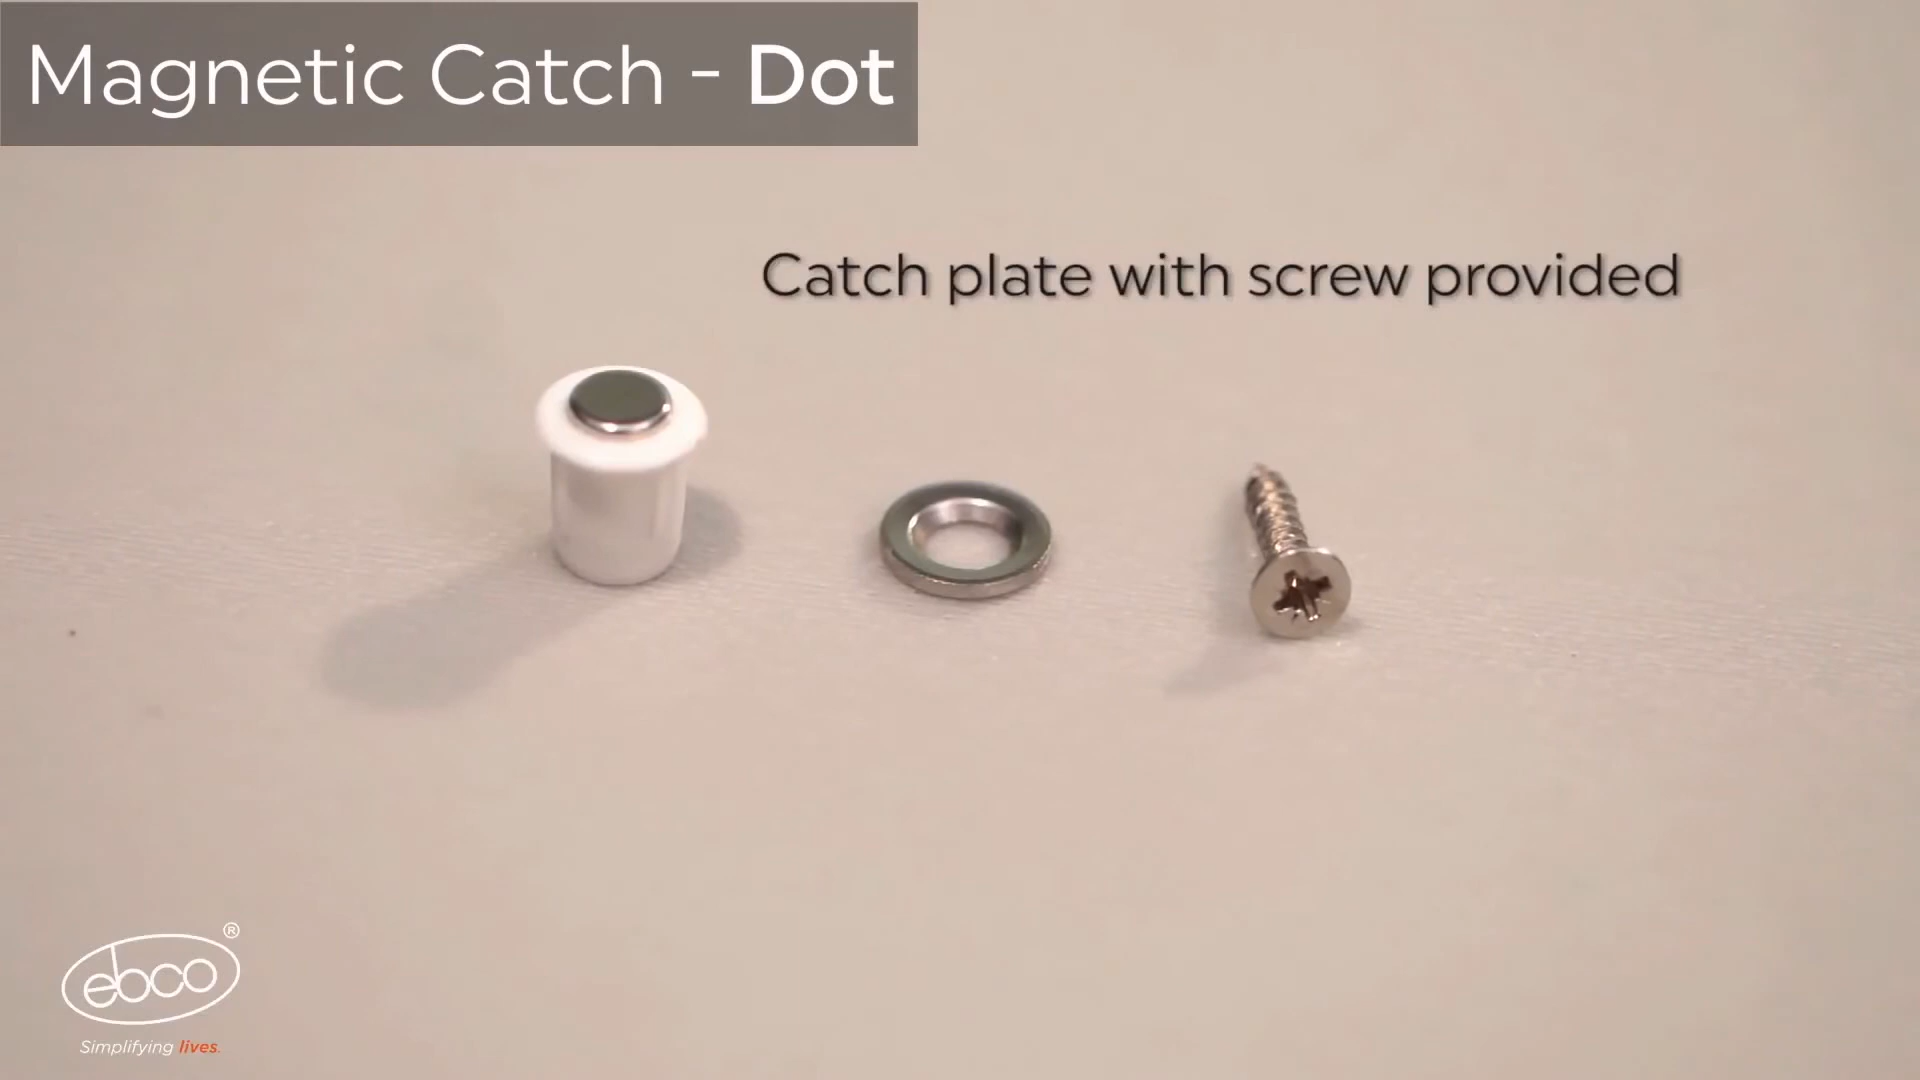 Magnetic Catch - Dot
Catch plate with screw provided
ebco®
Simplifying lives.